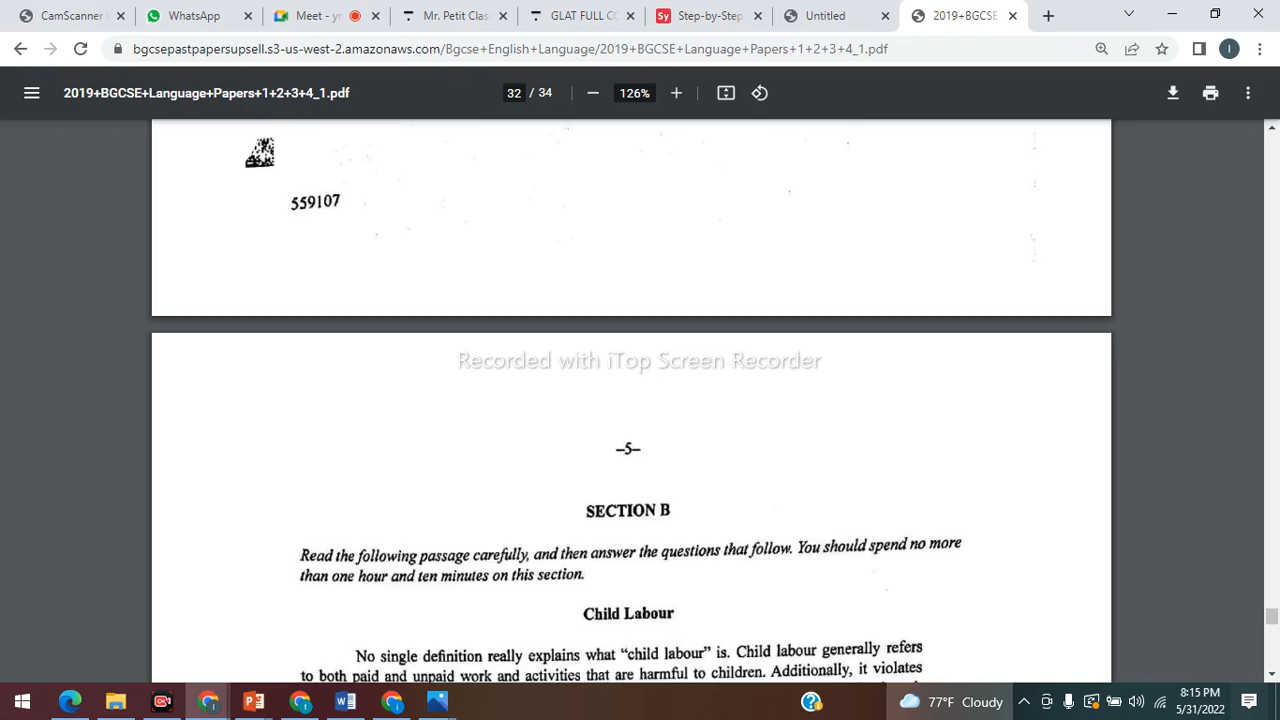 CamScanner
WhatsApp
Meet - yn
Mr. Petit Clas
GLAT FULL CO
Step-by-Step
Untitled
2019+BGCSE
bgcsepastpapersupsell.s3-us-west-2.amazonaws.com/Bgcse+English+Language/2019+BGCSE+Language+Papers+1+2+3+4_1.pdf
2019+BGCSE+Language+Papers+1+2+3+4_1.pdf
32 / 34
126%
559107
Recorded with iTop Screen Recorder
–5–
SECTION B
Read the following passage carefully, and then answer the questions that follow. You should spend no more
than one hour and ten minutes on this section.
Child Labour
No single definition really explains what “child labour” is. Child labour generally refers
to both paid and unpaid work and activities that are harmful to children. Additionally, it violates
77°F Cloudy
8:15 PM
5/31/2022